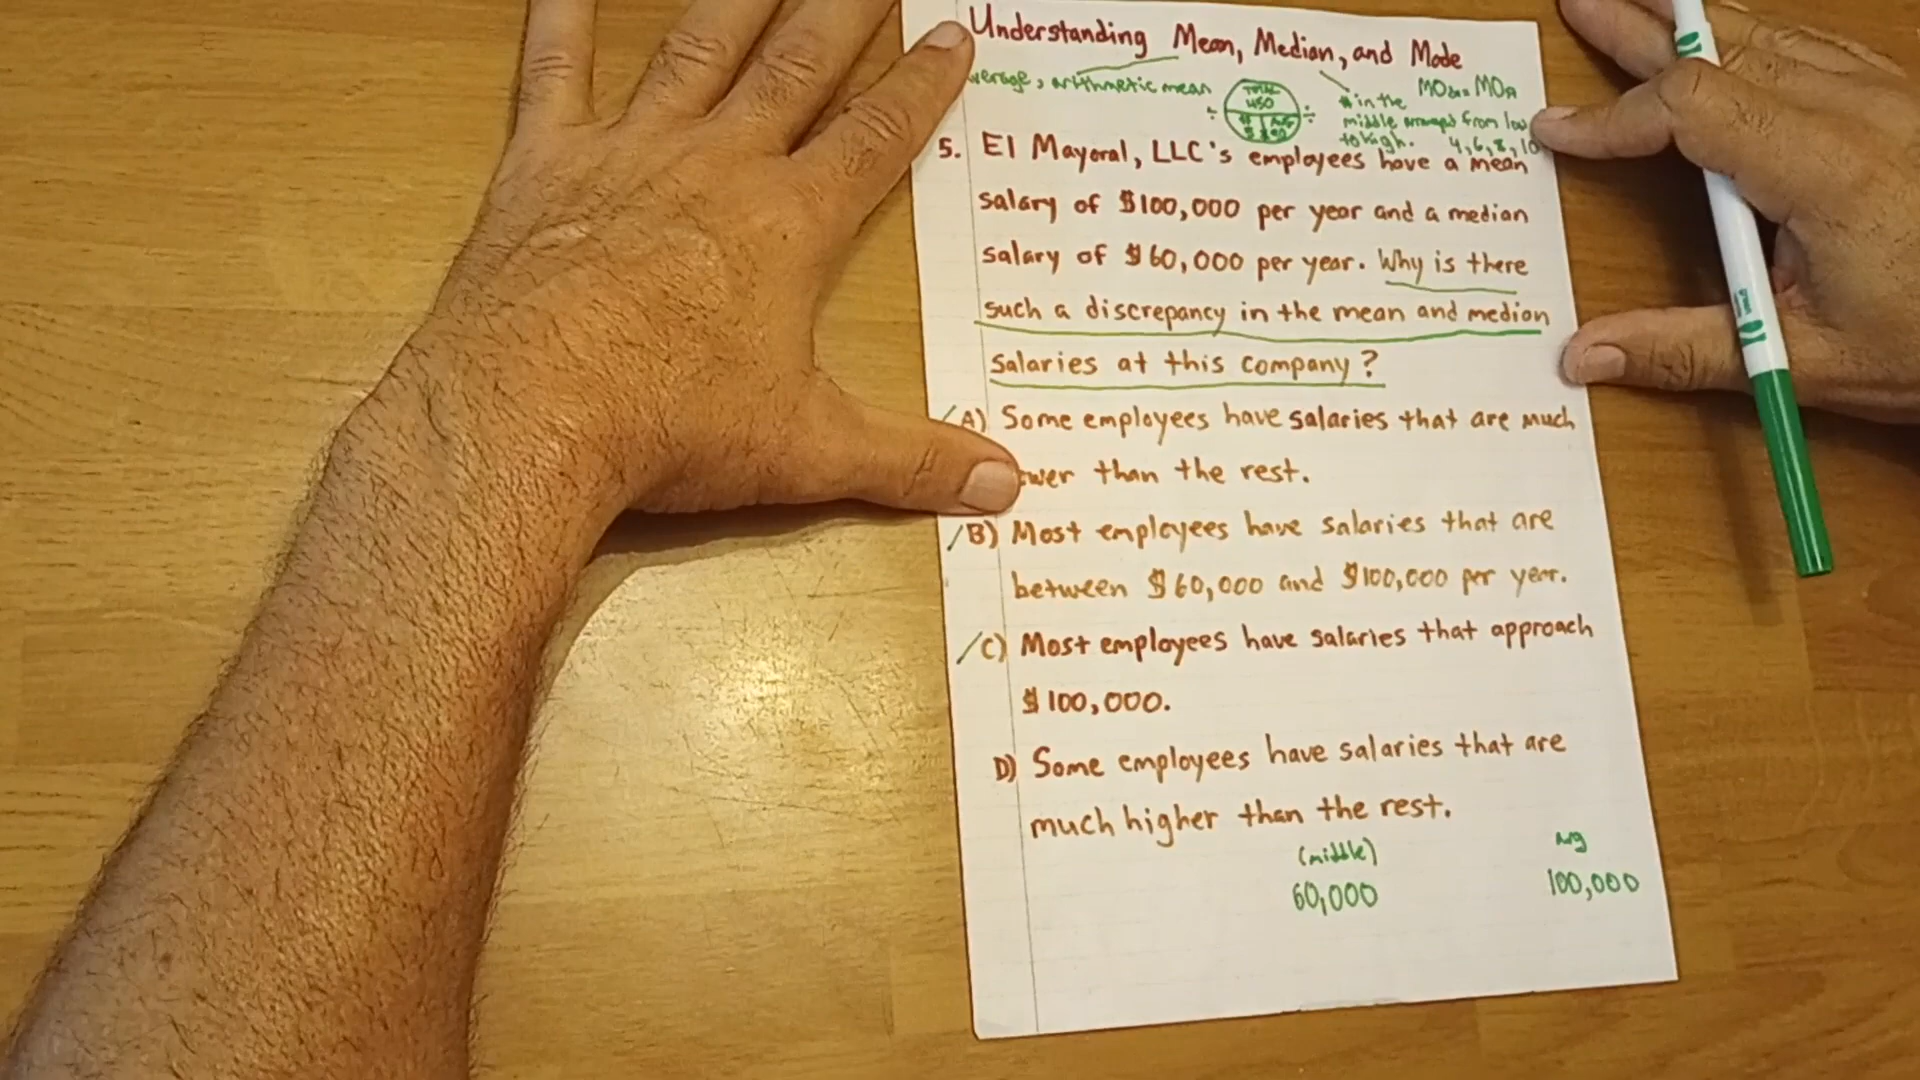 Understanding Mean, Median, and Mode
verage, arithmetic mean
÷ TOTAL 450 ÷
# in the
middle arranged from low
to high. 4, 6, 8, 10
5. El Mayoral, LLC's employees have a mean
salary of $100,000 per year and a median
salary of $60,000 per year. Why is there
such a discrepancy in the mean and median
salaries at this company?
A) Some employees have salaries that are much
wer than the rest.
B) Most employees have salaries that are
between $60,000 and $100,000 per year.
C) Most employees have salaries that approach
$100,000.
D) Some employees have salaries that are
much higher than the rest.
(middle) Avg
60,000 100,000